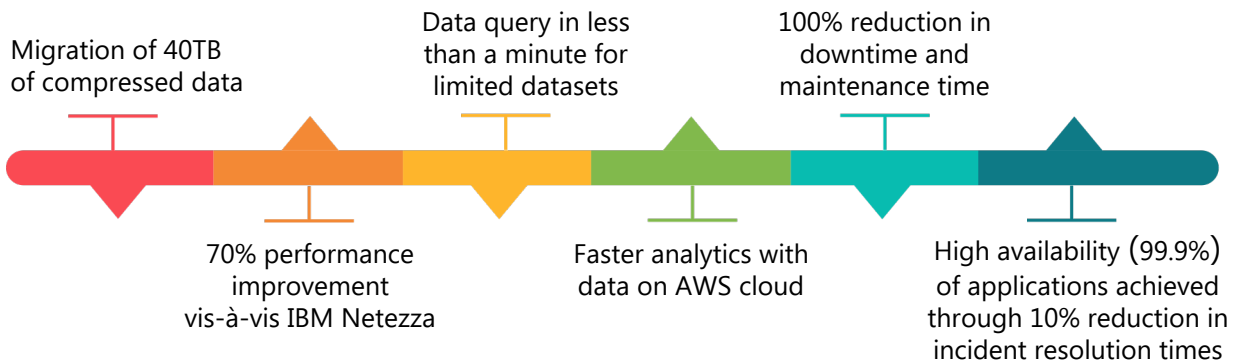 Migration of 40TB
of compressed data
70% performance
improvement
vis-à-vis IBM Netezza
Data query in less
than a minute for
limited datasets
Faster analytics with
data on AWS cloud
100% reduction in
downtime and
maintenance time
High availability (99.9%)
of applications achieved
through 10% reduction in
incident resolution times